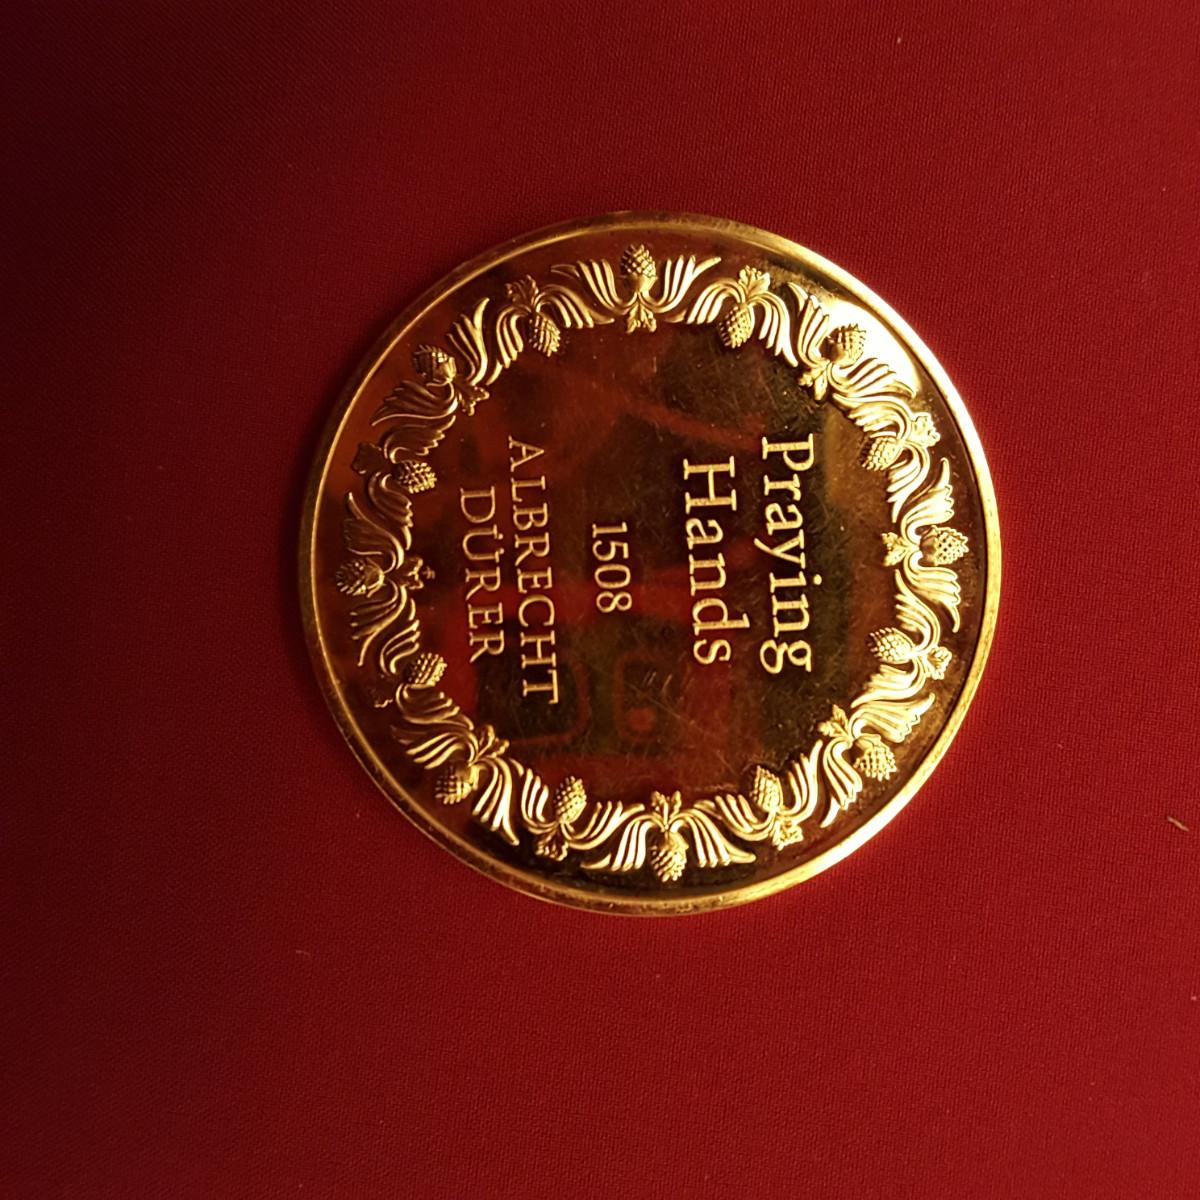 Praying
Hands
1508
ALBRECHT
DÜRER